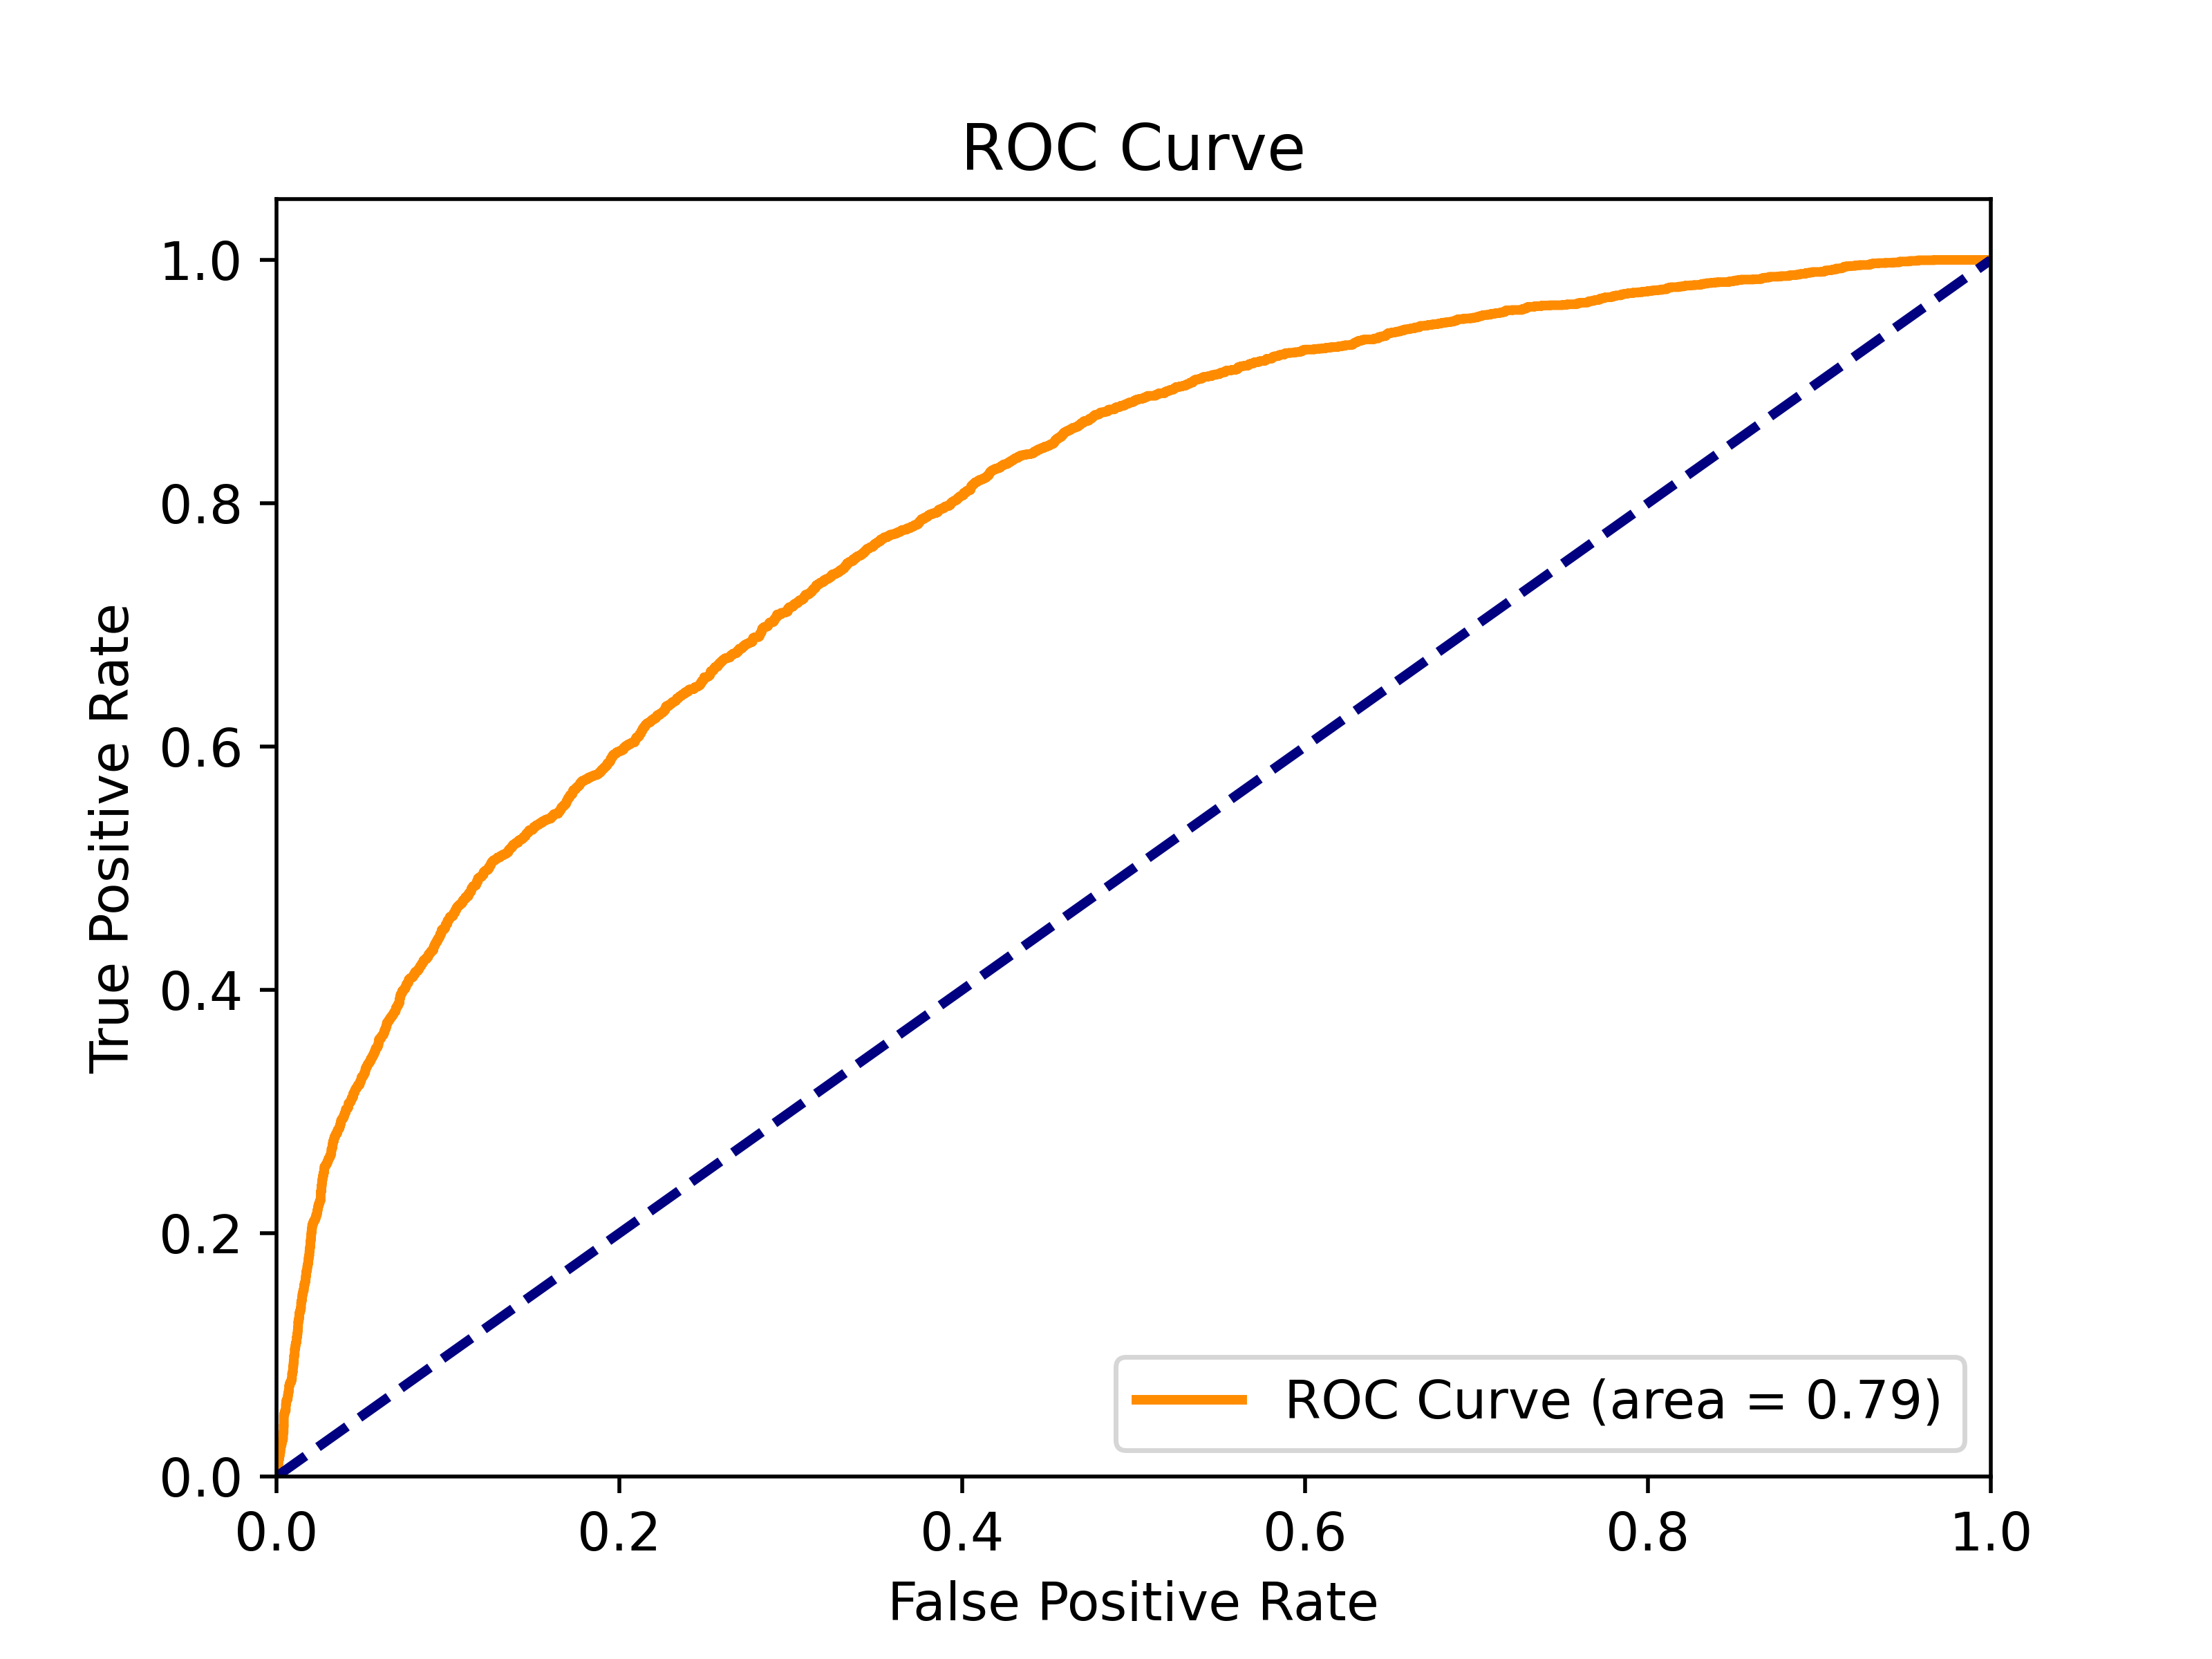 ROC Curve
True Positive Rate
1.0
0.8
0.6
0.4
0.2
0.0
ROC Curve (area = 0.79)
0.0 0.2 0.4 0.6 0.8 1.0
False Positive Rate